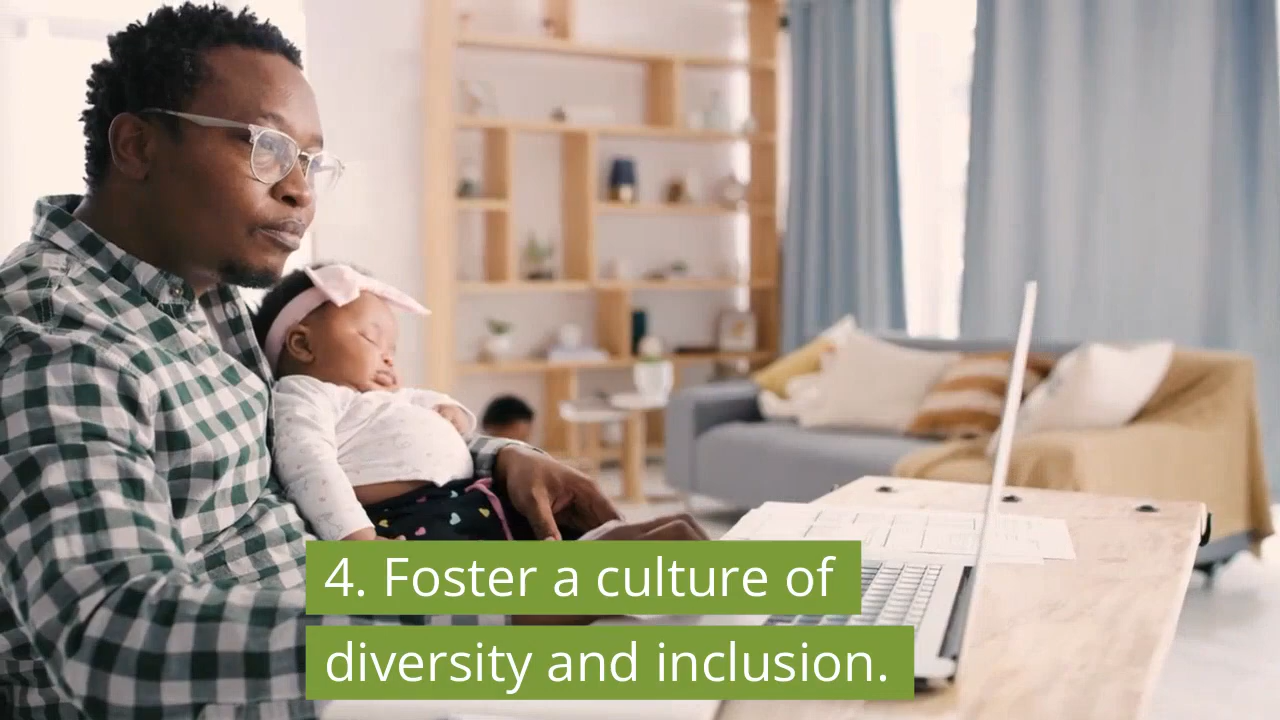 4. Foster a culture of
diversity and inclusion.